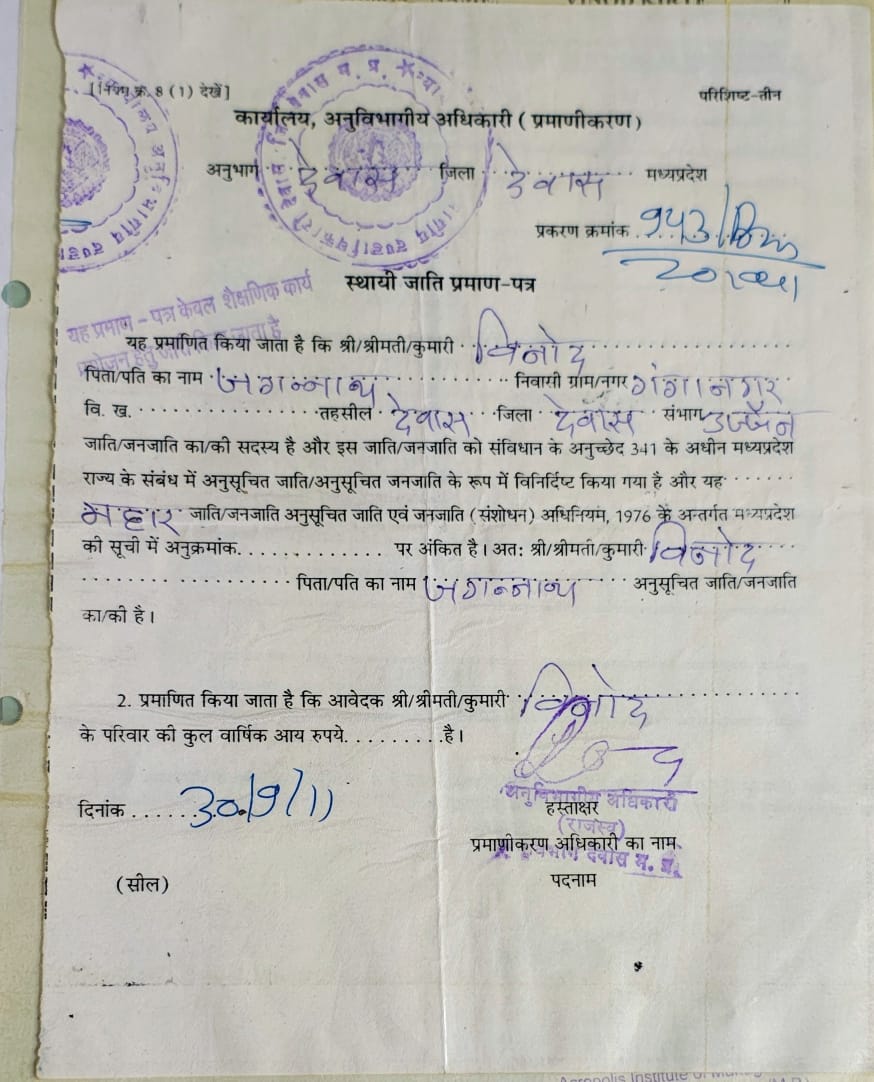 [नियम क्र. 8 (1) देखें]
परिशिष्ट-तीन
कार्यालय, अनुविभागीय अधिकारी ( प्रमाणीकरण )
अनुभाग देवास जिला देवास मध्यप्रदेश
प्रकरण क्रमांक
स्थायी जाति प्रमाण-पत्र
यह प्रमाण - पत्र केवल शैक्षणिक कार्य
प्रयोजन हेतु जारी किया जाता है
यह प्रमाणित किया जाता है कि श्री/श्रीमती/कुमारी विनोद
पिता/पति का नाम जगन्नाथ निवासी ग्राम/नगर गंगानगर
वि. ख. तहसील देवास जिला देवास संभाग उज्जैन
जाति/जनजाति का/की सदस्य है और इस जाति/जनजाति को संविधान के अनुच्छेद 341 के अधीन मध्यप्रदेश
राज्य के संबंध में अनुसूचित जाति/अनुसूचित जनजाति के रूप में विनिर्दिष्ट किया गया है और यह
महार जाति/जनजाति अनुसूचित जाति एवं जनजाति (संशोधन) अधिनियम, 1976 के अन्तर्गत मध्यप्रदेश
की सूची में अनुक्रमांक............ पर अंकित है। अत: श्री/श्रीमती/कुमारी विनोद
पिता/पति का नाम जगन्नाथ अनुसूचित जाति/जनजाति
का/की है।
2. प्रमाणित किया जाता है कि आवेदक श्री/श्रीमती/कुमारी विनोद
के परिवार की कुल वार्षिक आय रुपये.........है।
दिनांक ...... 30/9/11
अनुविभागीय अधिकारी
हस्ताक्षर
(राजस्व)
प्रमाणीकरण अधिकारी का नाम
देवास म. प्र.
(सील)
पदनाम